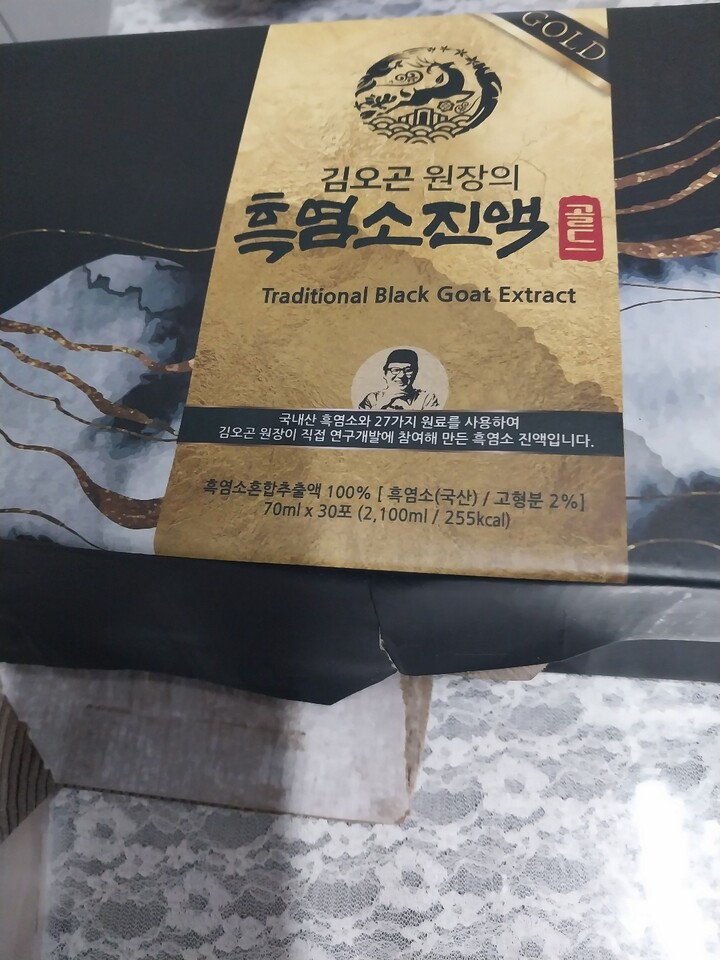 GOLD
김오곤 원장의
흑염소진액
골드
Traditional Black Goat Extract
국내산 흑염소와 27가지 원료를 사용하여
김오곤 원장이 직접 연구개발에 참여해 만든 흑염소 진액입니다.
흑염소혼합추출액 100% [ 흑염소(국산) / 고형분 2%]
70ml x 30포 (2,100ml / 255kcal)